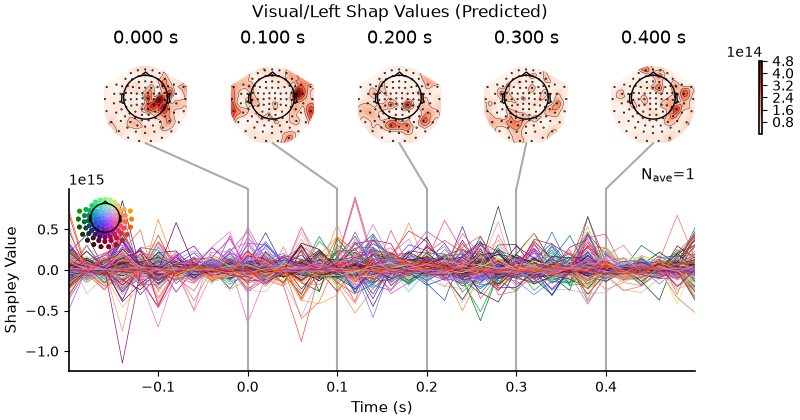 Visual/Left Shap Values (Predicted)
0.000 s 0.100 s 0.200 s 0.300 s 0.400 s
1e14
4.8
4.0
3.2
2.4
1.6
0.8
N_ave=1
1e15
0.5
0.0
−0.5
−1.0
Shapley Value
−0.1 0.0 0.1 0.2 0.3 0.4
Time (s)